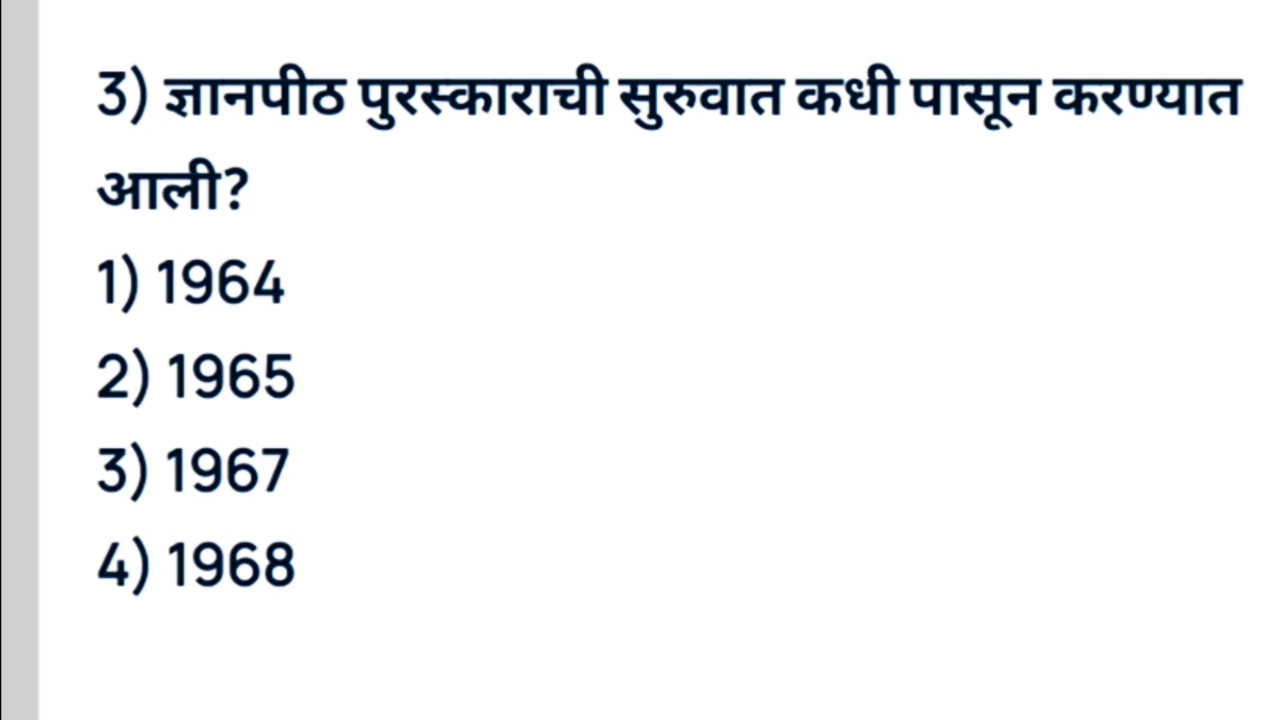 3) ज्ञानपीठ पुरस्काराची सुरुवात कधी पासून करण्यात
आली?
1) 1964
2) 1965
3) 1967
4) 1968